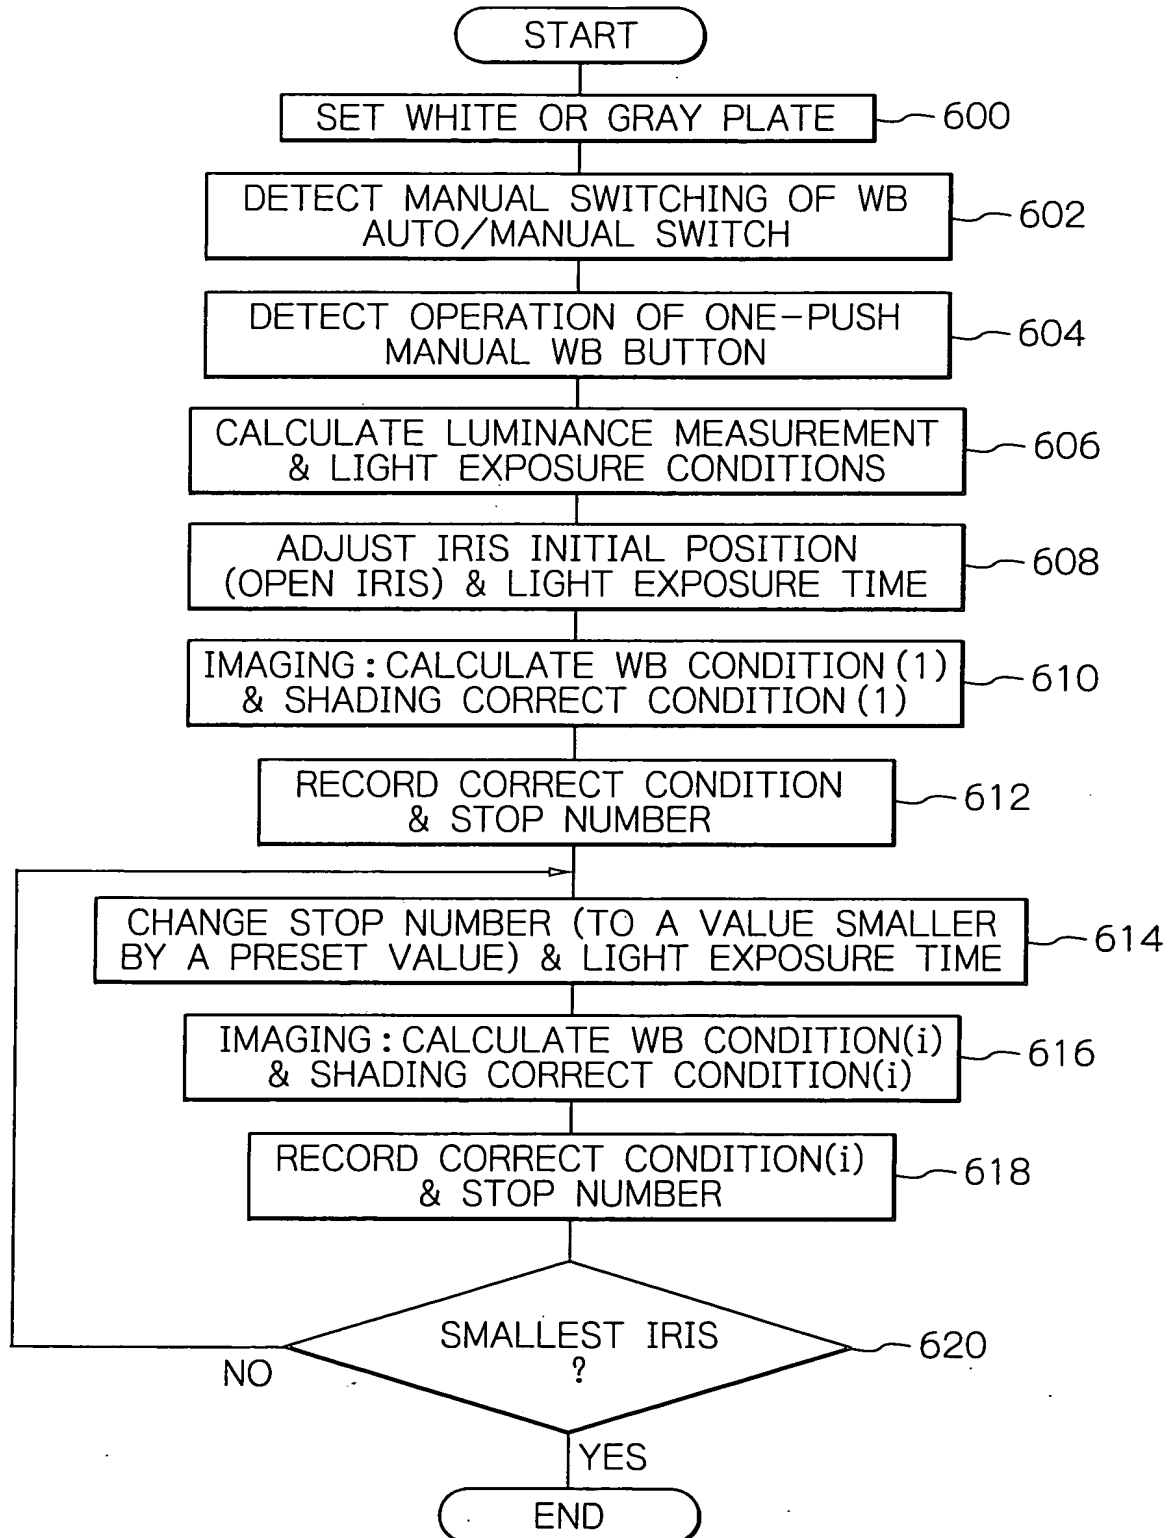 START
SET WHITE OR GRAY PLATE
600
DETECT MANUAL SWITCHING OF WB
AUTO/MANUAL SWITCH
602
DETECT OPERATION OF ONE-PUSH
MANUAL WB BUTTON
604
CALCULATE LUMINANCE MEASUREMENT
& LIGHT EXPOSURE CONDITIONS
606
ADJUST IRIS INITIAL POSITION
(OPEN IRIS) & LIGHT EXPOSURE TIME
608
IMAGING:CALCULATE WB CONDITION(1)
& SHADING CORRECT CONDITION(1)
610
RECORD CORRECT CONDITION
& STOP NUMBER
612
CHANGE STOP NUMBER (TO A VALUE SMALLER
BY A PRESET VALUE) & LIGHT EXPOSURE TIME
614
IMAGING:CALCULATE WB CONDITION(i)
& SHADING CORRECT CONDITION(i)
616
RECORD CORRECT CONDITION(i)
& STOP NUMBER
618
SMALLEST IRIS
?
620
NO
YES
END